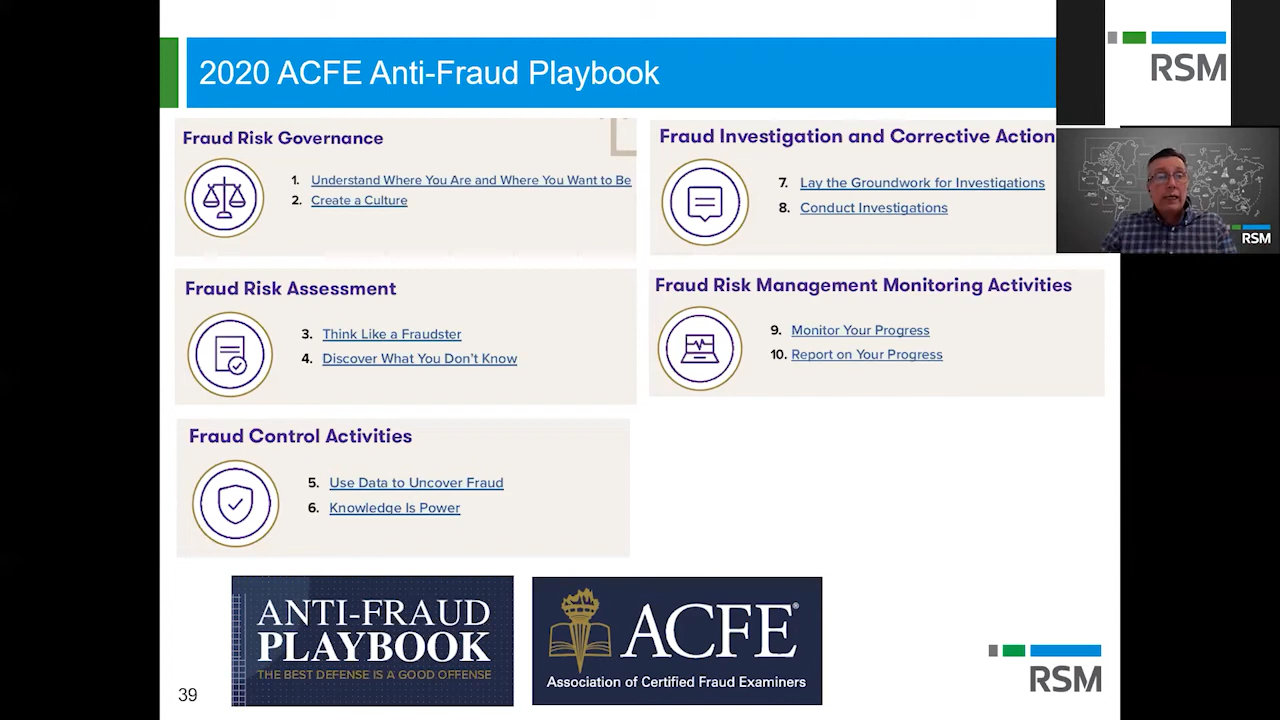 2020 ACFE Anti-Fraud Playbook
RSM
Fraud Risk Governance
1. Understand Where You Are and Where You Want to Be
2. Create a Culture
Fraud Investigation and Corrective Action
7. Lay the Groundwork for Investigations
8. Conduct Investigations
RSM
Fraud Risk Assessment
3. Think Like a Fraudster
4. Discover What You Don't Know
Fraud Risk Management Monitoring Activities
9. Monitor Your Progress
10. Report on Your Progress
Fraud Control Activities
5. Use Data to Uncover Fraud
6. Knowledge Is Power
ANTI-FRAUD
PLAYBOOK
THE BEST DEFENSE IS A GOOD OFFENSE
ACFE®
Association of Certified Fraud Examiners
RSM
39